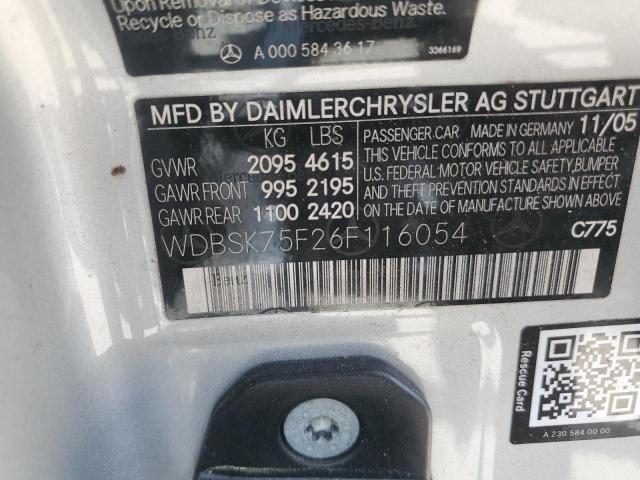 Upon Removal or
Recycle or Dispose as Hazardous Waste.
A 000 584 36 17
3366169
MFD BY DAIMLERCHRYSLER AG STUTTGART
KG LBS
GVWR 2095 4615
GAWR FRONT 995 2195
GAWR REAR 1100 2420
PASSENGER CAR MADE IN GERMANY 11/05
THIS VEHICLE CONFORMS TO ALL APPLICABLE
U.S. FEDERAL MOTOR VEHICLE SAFETY, BUMPER
AND THEFT PREVENTION STANDARDS IN EFFECT
ON THE DATE OF MANUFACTURE SHOWN ABOVE
WDBSK75F26F116054 C775
Benz
Rescue Card
A 230 584 00 00